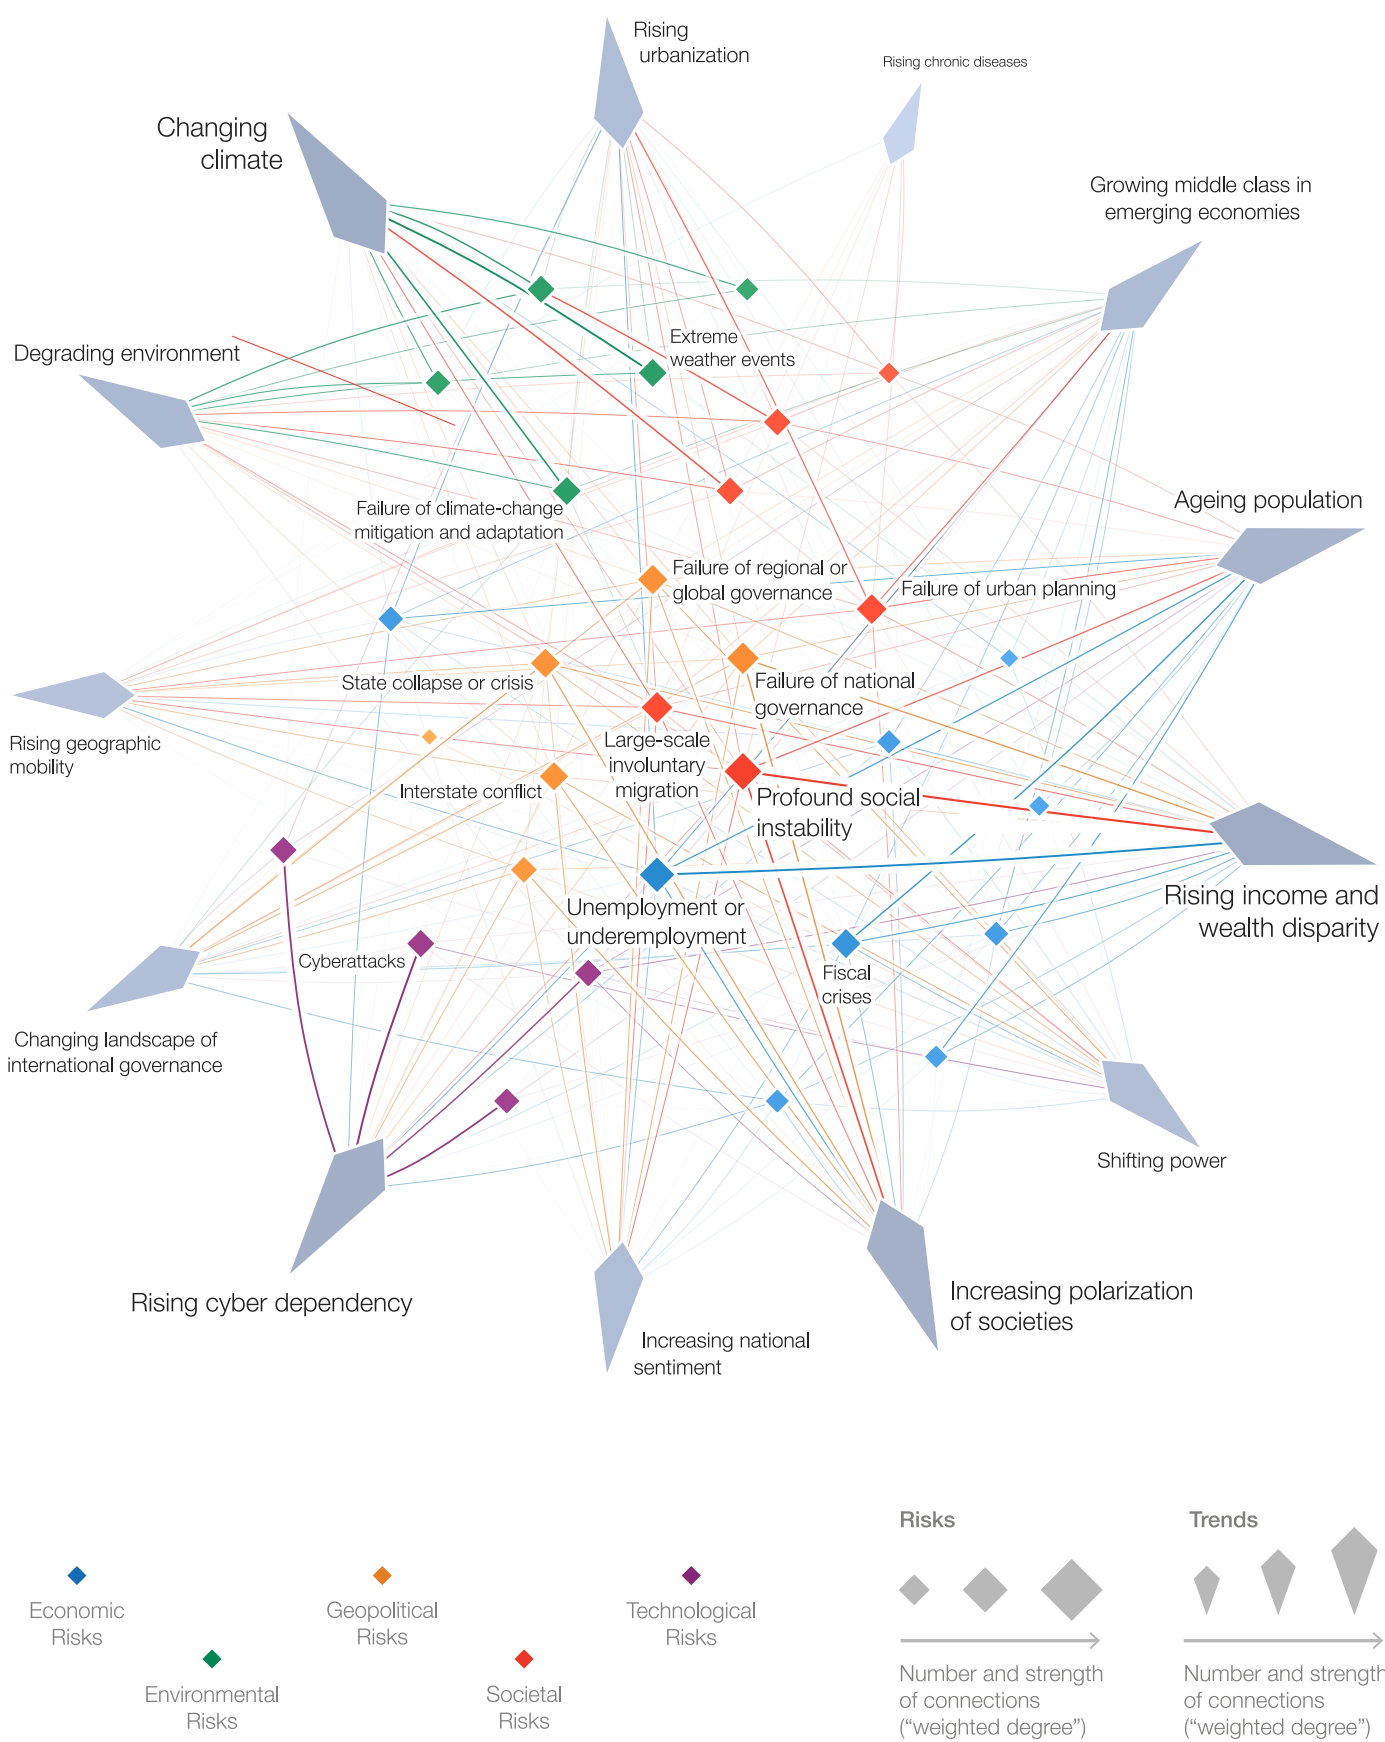 Rising
urbanization
Rising chronic diseases
Changing
climate
Growing middle class in
emerging economies
Extreme
weather events
Degrading environment
Ageing population
Failure of climate-change
mitigation and adaptation
Failure of regional or
global governance
Failure of urban planning
State collapse or crisis
Failure of national
governance
Rising geographic
mobility
Large-scale
involuntary
migration
Interstate conflict
Profound social
instability
Rising income and
wealth disparity
Unemployment or
underemployment
Cyberattacks
Fiscal
crises
Changing landscape of
international governance
Shifting power
Rising cyber dependency
Increasing polarization
of societies
Increasing national
sentiment
Economic
Risks
Environmental
Risks
Geopolitical
Risks
Societal
Risks
Technological
Risks
Risks
Number and strength
of connections
(“weighted degree”)
Trends
Number and strength
of connections
(“weighted degree”)